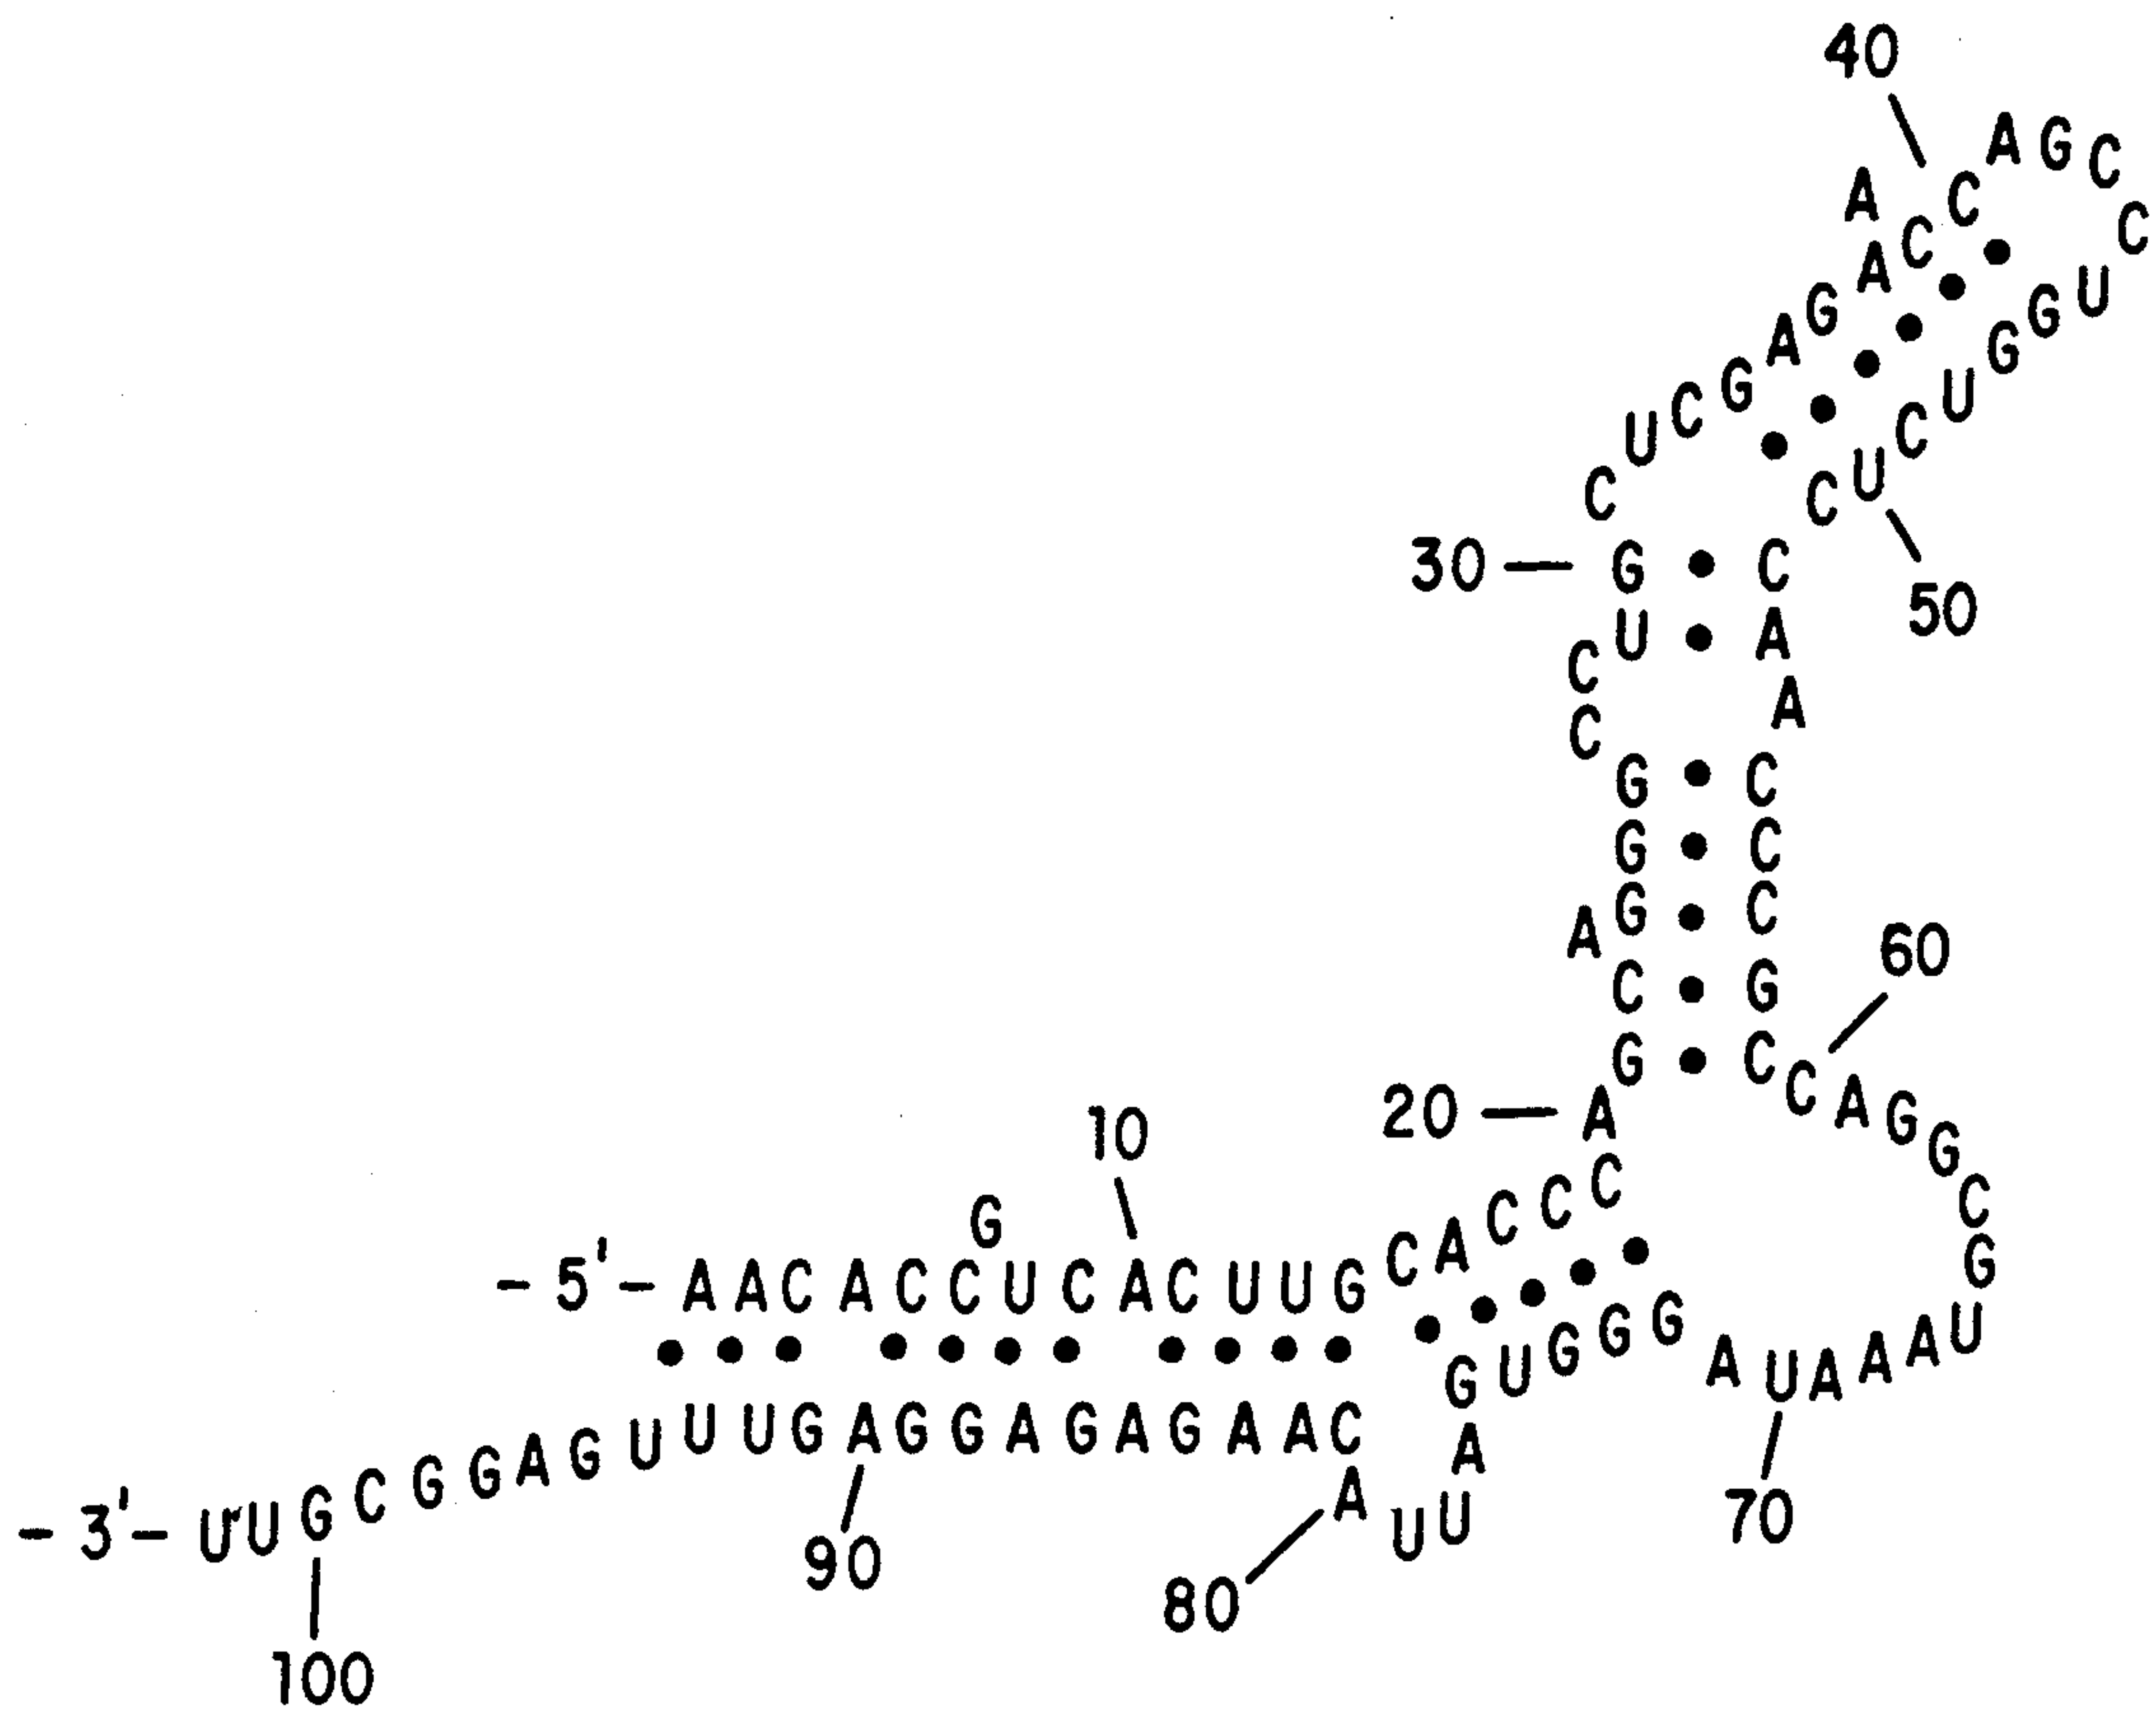 40
A G C C
A
G A G A C C
U G G U C U C
C U C
30 — G C
50
U A
C
A
C
G C
G C
G C
A
C G
60
G C
C A G G C G U A A A U A
20 — A
10
G
C A C C C
- 5' - A A C A C C U C A C U U G
G U G G G
A U U A
U U G A G G A G A G A A C
- 3' - U U G C G G A G U U
70
90
80
100